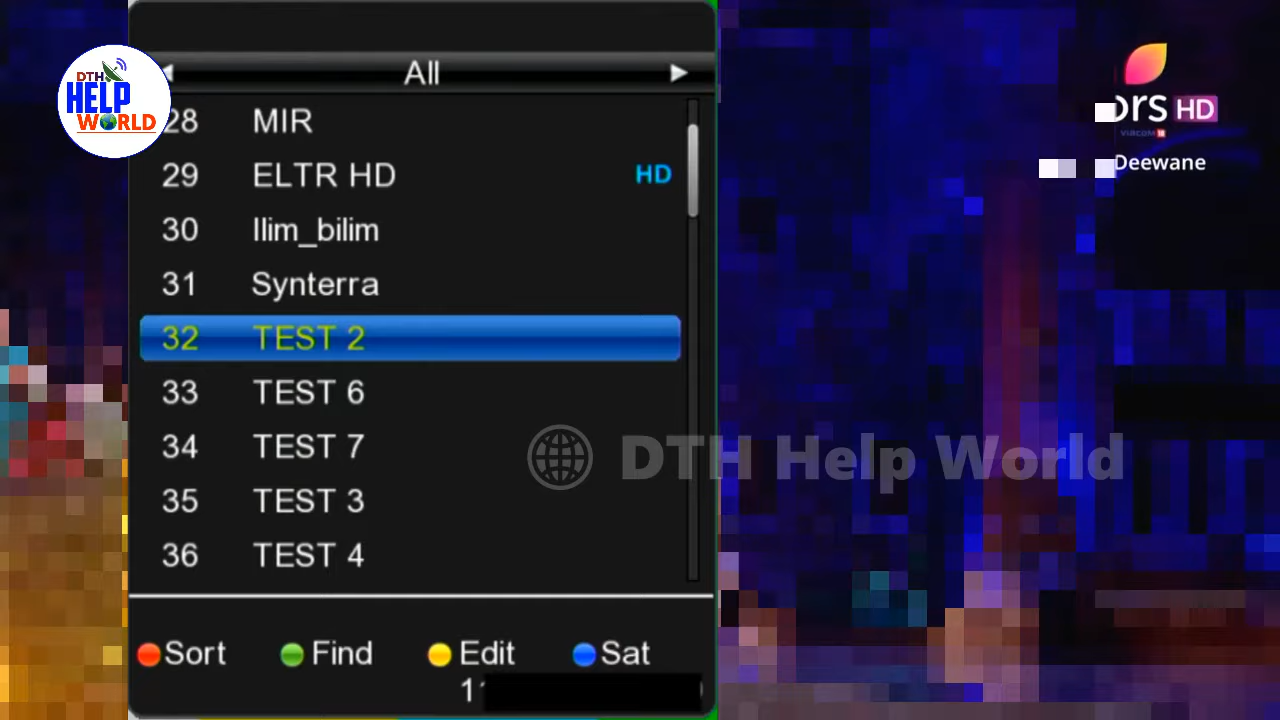 All
DTH
HELP
WORLD
28 MIR
29 ELTR HD HD
30 Ilim_bilim
31 Synterra
32 TEST 2
33 TEST 6
34 TEST 7
35 TEST 3
36 TEST 4
Sort Find Edit Sat
HD
VIACOM18
Deewane
DTH Help World